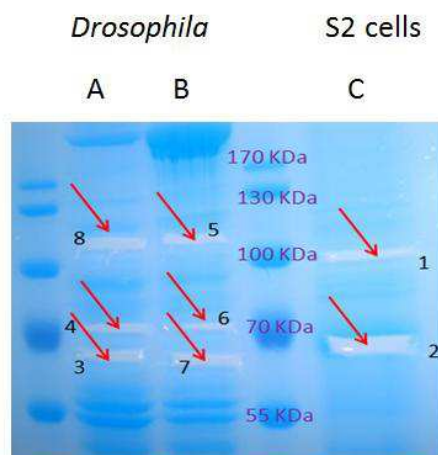 Drosophila S2 cells
A B C
170 KDa
130 KDa
8 5
100 KDa 1
4 6 70 KDa
3 7 2
55 KDa